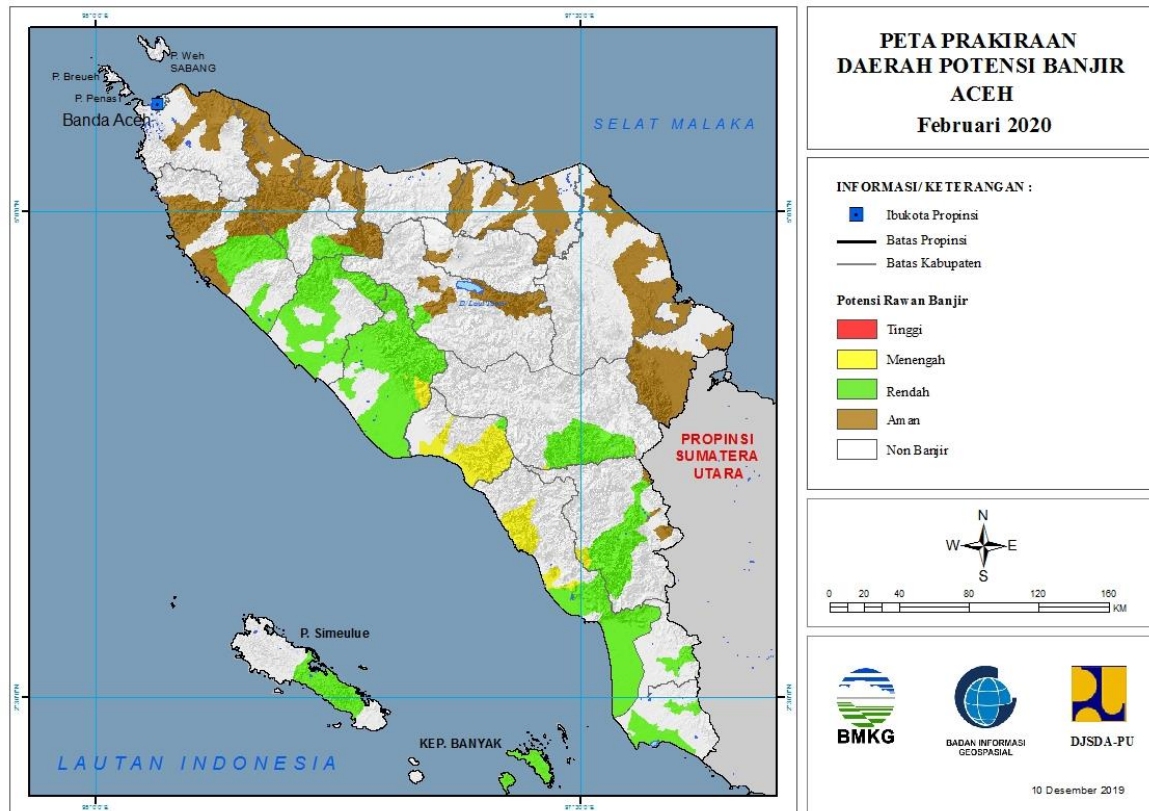 PETA PRAKIRAAN
DAERAH POTENSI BANJIR
ACEH
Februari 2020
INFORMASI/ KETERANGAN :
Ibukota Propinsi
Batas Propinsi
Batas Kabupaten
Potensi Rawan Banjir
Tinggi
Menengah
Rendah
Aman
Non Banjir
N
W E
S
0 20 40 60 80 120 160
KM
BMKG
BADAN INFORMASI
GEOSPASIAL
DJSDA-PU
10 Desember 2019
P. Weh
SABANG
P. Breueh
P. Penasi
Banda Aceh
SELAT MALAKA
PROPINSI
SUMATERA
UTARA
P. Simeulue
KEP. BANYAK
LAUTAN INDONESIA